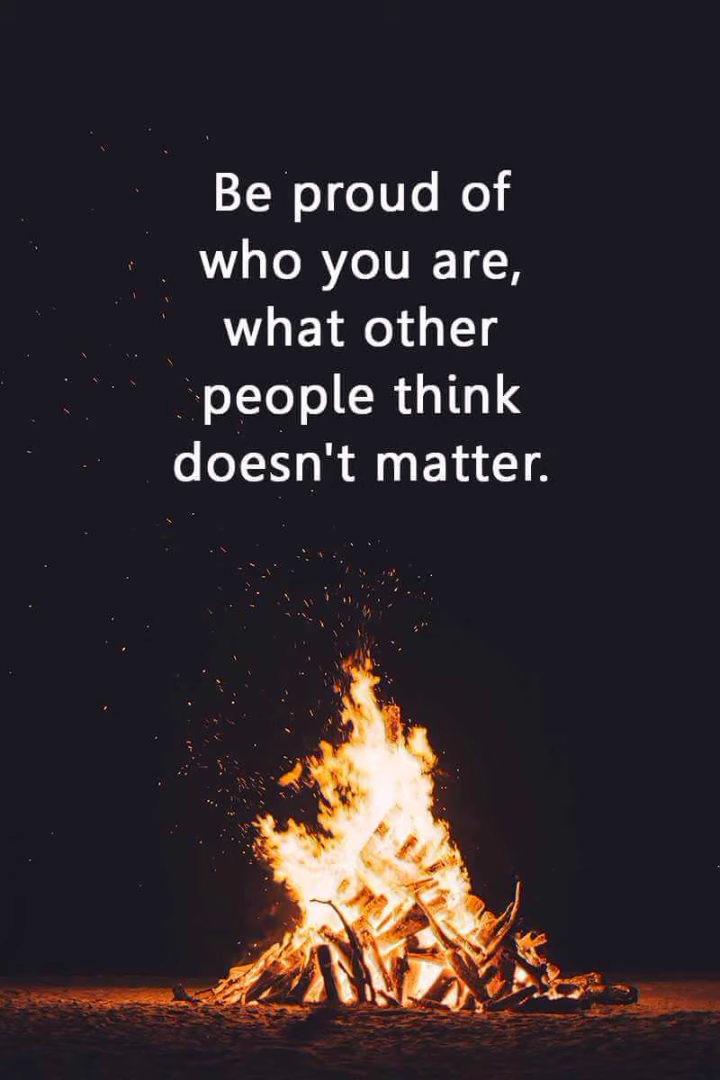 Be proud of
who you are,
what other
people think
doesn't matter.